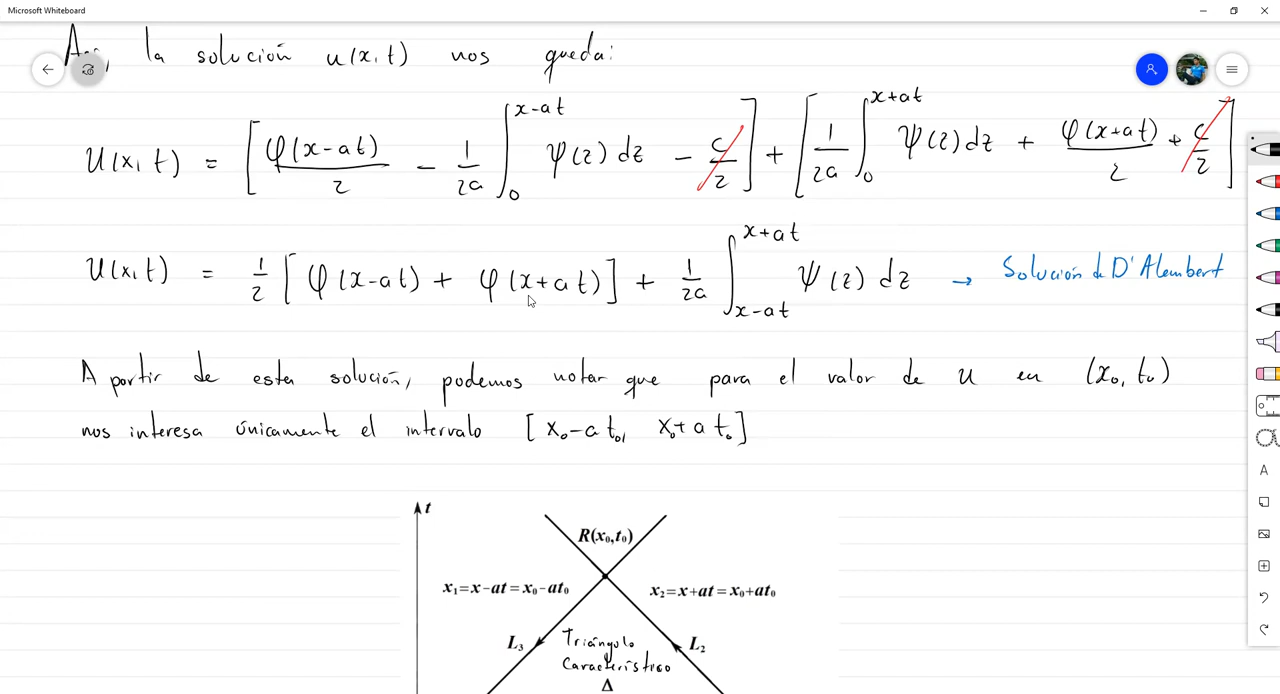 Microsoft Whiteboard
la solución u(x,t) nos queda:
U(x,t) = [φ(x-at)/2 - 1/2a ∫₀^{x-at} ψ(z) dz - C/2] + [1/2a ∫₀^{x+at} ψ(z) dz + φ(x+at)/2 + C/2]
U(x,t) = 1/2 [φ(x-at) + φ(x+at)] + 1/2a ∫_{x-at}^{x+at} ψ(z) dz → Solución de D'Alembert
A partir de esta solución, podemos notar que para el valor de u en (x₀, t₀)
nos interesa únicamente el intervalo [x₀-at₀, x₀+at₀]
t
R(x₀,t₀)
x₁=x-at=x₀-at₀ x₂=x+at=x₀+at₀
L₃ Triángulo L₂
Característico
Δ
A